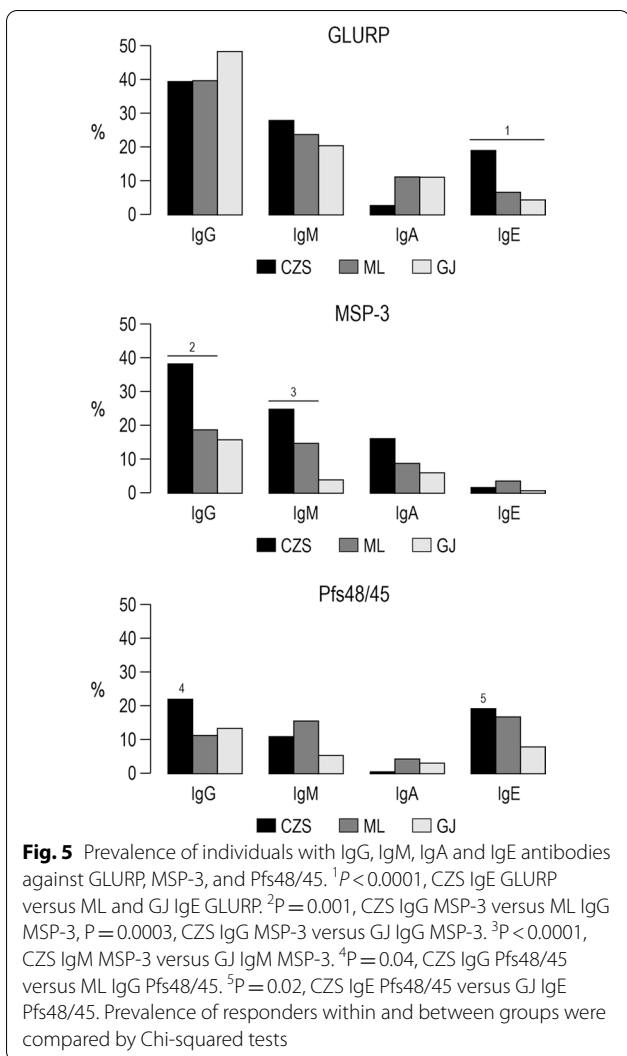 GLURP
50
40
30
%
20
10
0
1
IgG IgM IgA IgE
CZS ML GJ
MSP-3
50
40
30
%
20
10
0
2
3
IgG IgM IgA IgE
CZS ML GJ
Pfs48/45
50
40
30
%
20
10
0
4
5
IgG IgM IgA IgE
CZS ML GJ
Fig. 5 Prevalence of individuals with IgG, IgM, IgA and IgE antibodies
against GLURP, MSP-3, and Pfs48/45. ¹P < 0.0001, CZS IgE GLURP
versus ML and GJ IgE GLURP. ²P = 0.001, CZS IgG MSP-3 versus ML IgG
MSP-3, P = 0.0003, CZS IgG MSP-3 versus GJ IgG MSP-3. ³P < 0.0001,
CZS IgM MSP-3 versus GJ IgM MSP-3. ⁴P = 0.04, CZS IgG Pfs48/45
versus ML IgG Pfs48/45. ⁵P = 0.02, CZS IgE Pfs48/45 versus GJ IgE
Pfs48/45. Prevalence of responders within and between groups were
compared by Chi-squared tests